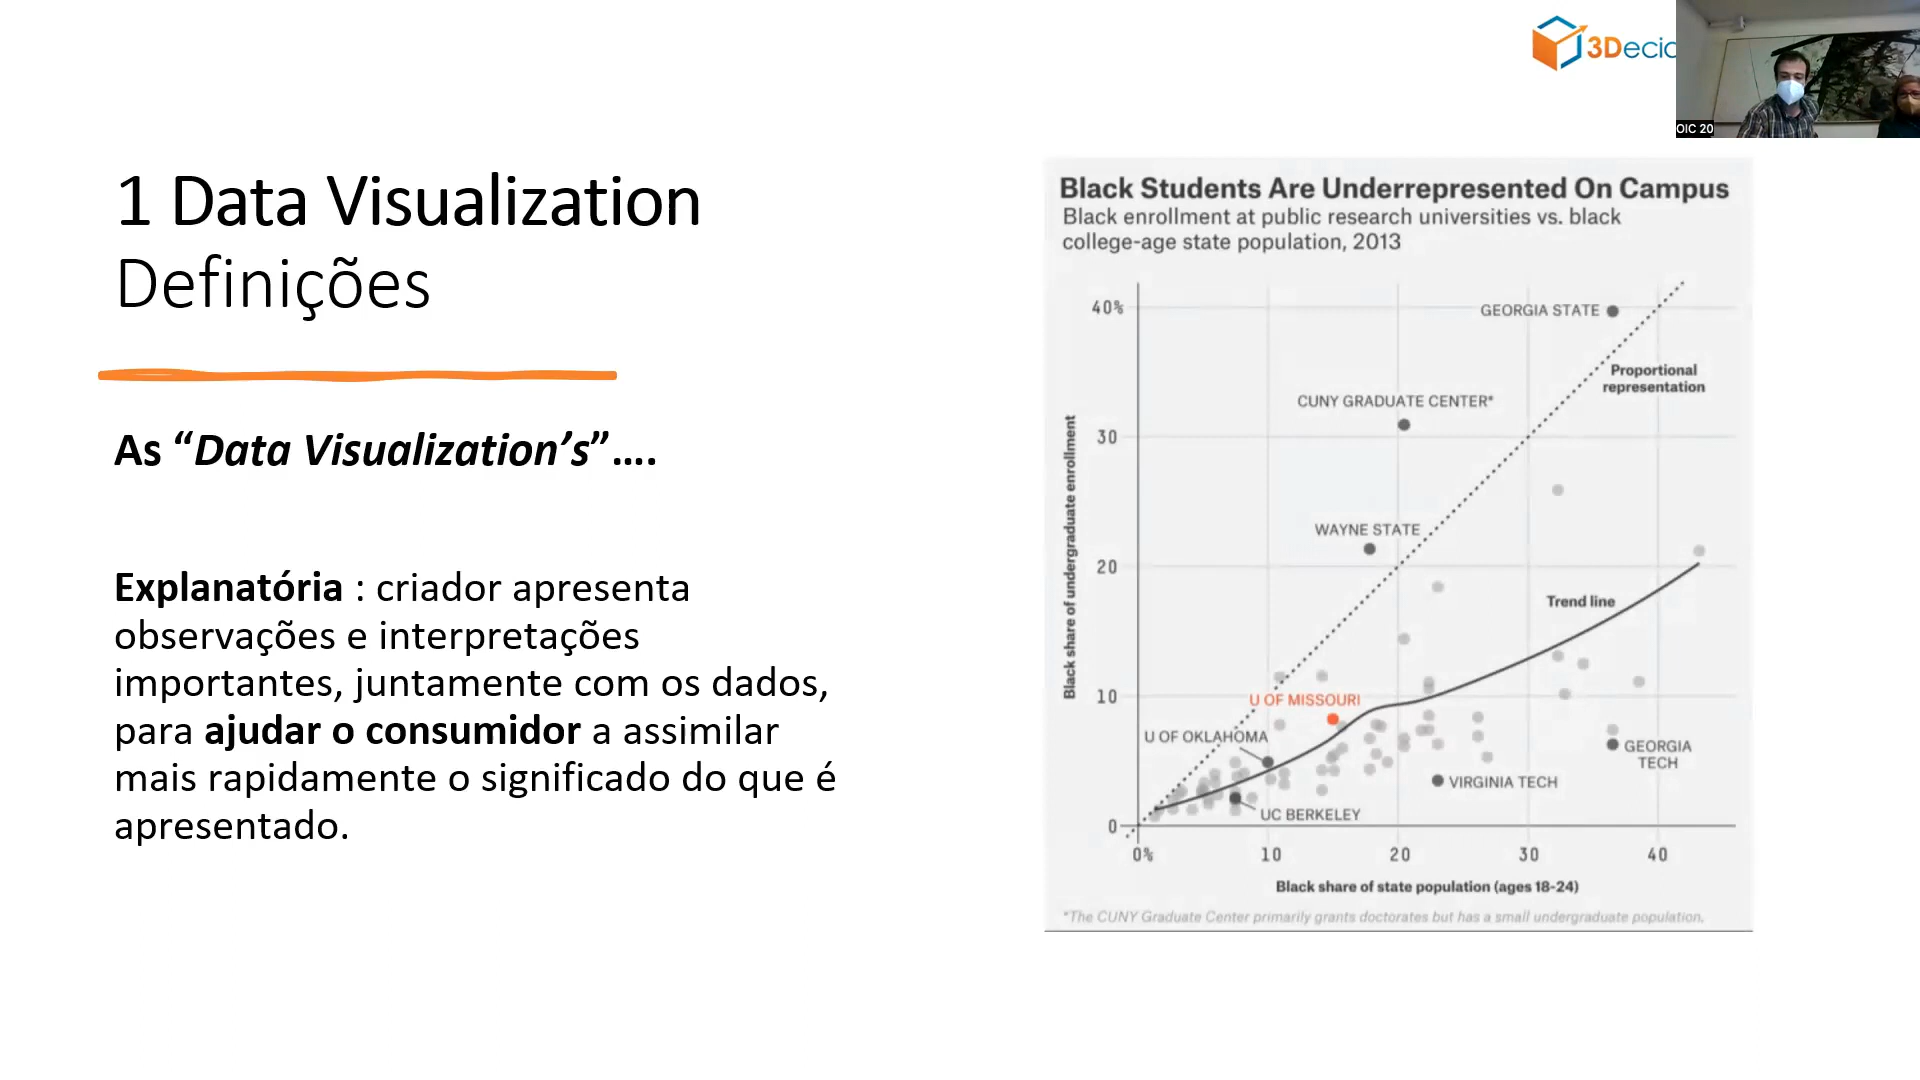 3Decid
OIC 20
1 Data Visualization
Definições
As “Data Visualization’s”….
Explanatória : criador apresenta
observações e interpretações
importantes, juntamente com os dados,
para ajudar o consumidor a assimilar
mais rapidamente o significado do que é
apresentado.
Black Students Are Underrepresented On Campus
Black enrollment at public research universities vs. black
college-age state population, 2013
40%
30
20
10
0
Black share of undergraduate enrollment
GEORGIA STATE
Proportional
representation
CUNY GRADUATE CENTER*
WAYNE STATE
Trend line
U OF MISSOURI
U OF OKLAHOMA
GEORGIA
TECH
VIRGINIA TECH
UC BERKELEY
0% 10 20 30 40
Black share of state population (ages 18-24)
*The CUNY Graduate Center primarily grants doctorates but has a small undergraduate population.